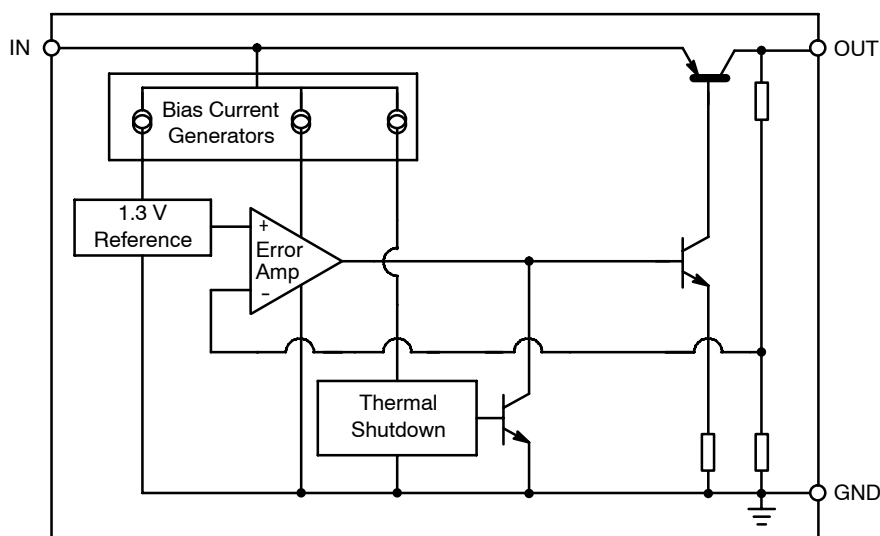 IN
OUT
Bias Current
Generators
1.3 V
Reference
+
Error
Amp
−
Thermal
Shutdown
GND